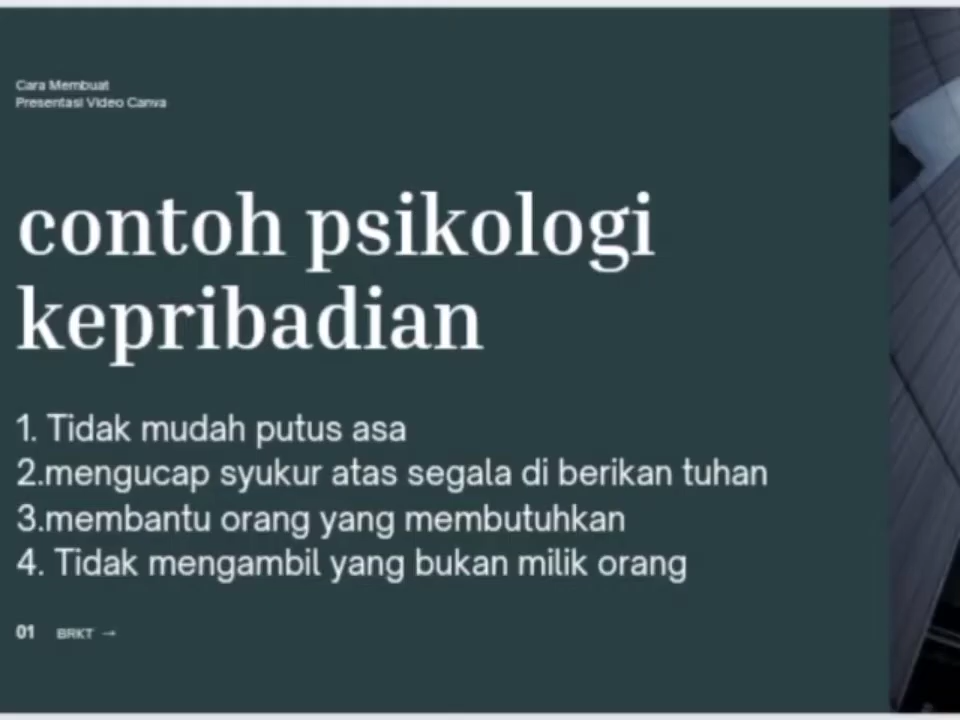 Cara Membuat
Presentasi Video Canva
contoh psikologi
kepribadian
1. Tidak mudah putus asa
2.mengucap syukur atas segala di berikan tuhan
3.membantu orang yang membutuhkan
4. Tidak mengambil yang bukan milik orang
01 BRKT →